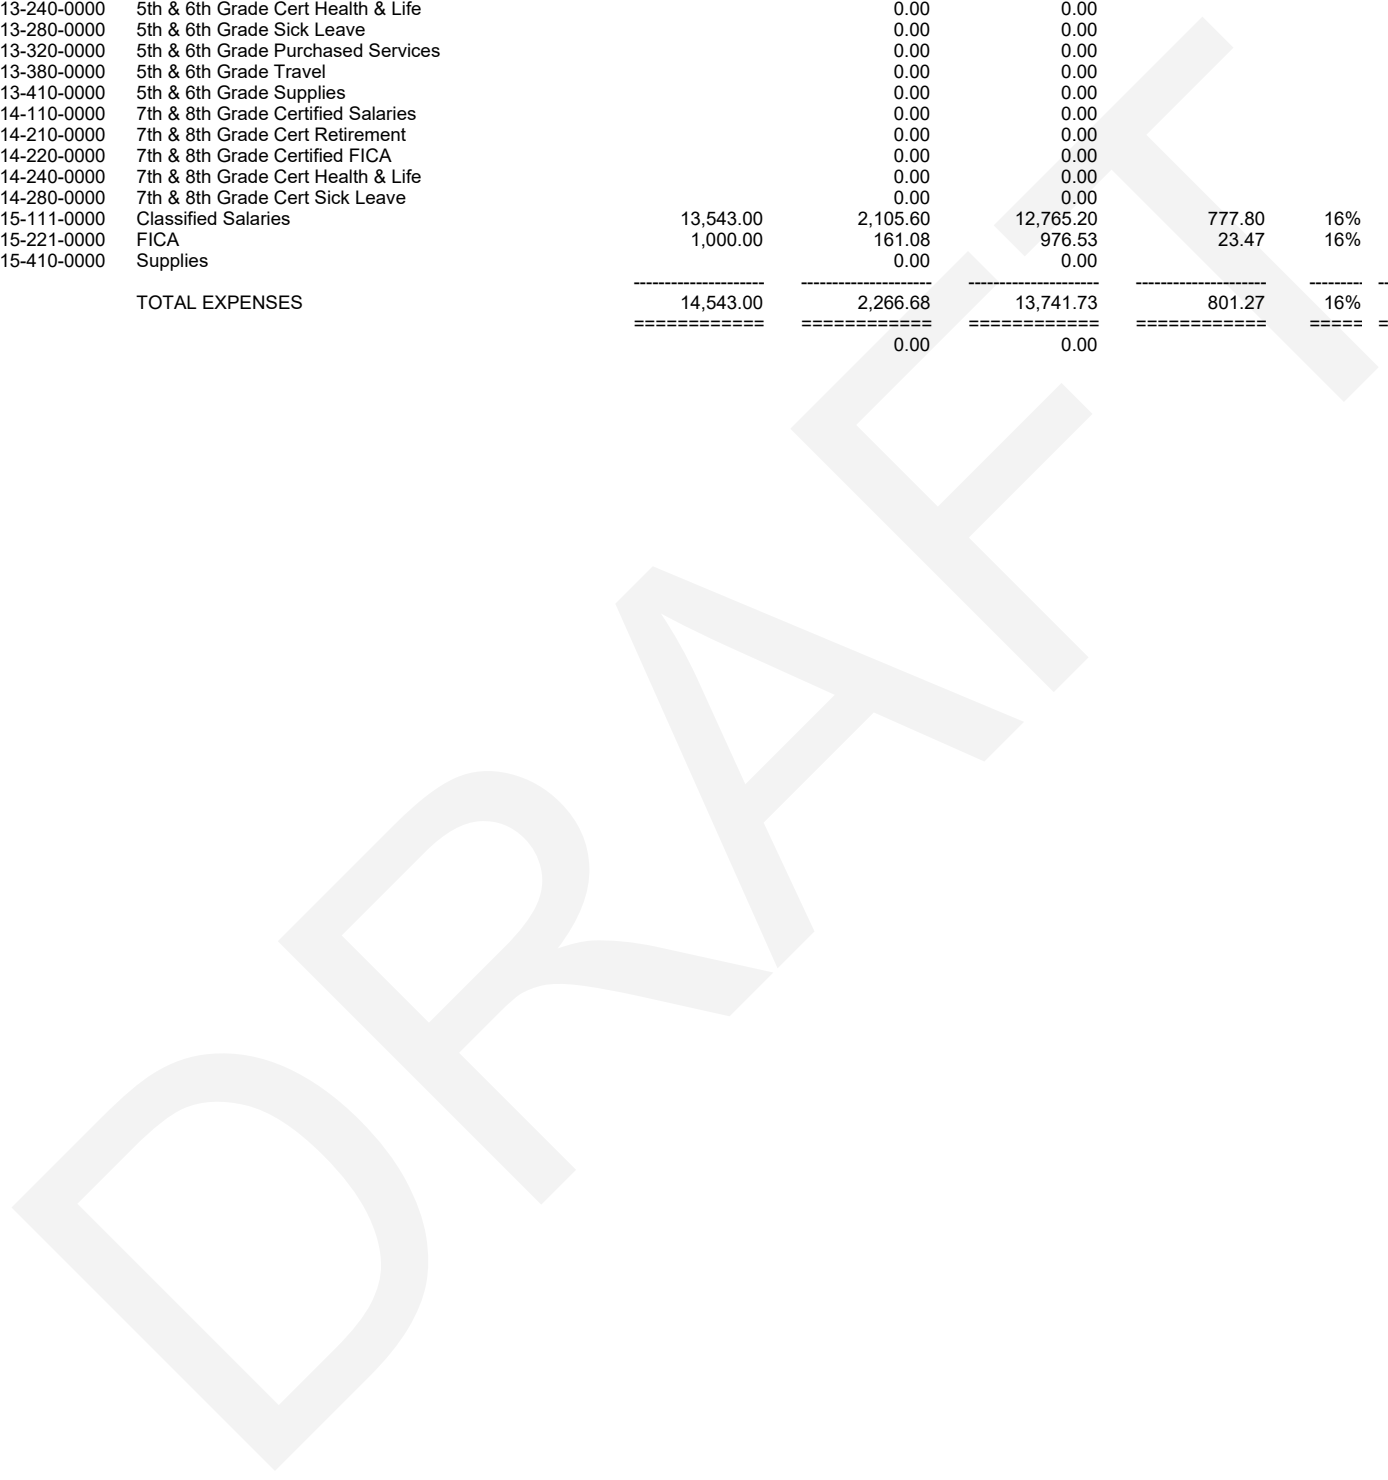 13-240-0000 5th & 6th Grade Cert Health & Life 0.00 0.00
13-280-0000 5th & 6th Grade Sick Leave 0.00 0.00
13-320-0000 5th & 6th Grade Purchased Services 0.00 0.00
13-380-0000 5th & 6th Grade Travel 0.00 0.00
13-410-0000 5th & 6th Grade Supplies 0.00 0.00
14-110-0000 7th & 8th Grade Certified Salaries 0.00 0.00
14-210-0000 7th & 8th Grade Cert Retirement 0.00 0.00
14-220-0000 7th & 8th Grade Certified FICA 0.00 0.00
14-240-0000 7th & 8th Grade Cert Health & Life 0.00 0.00
14-280-0000 7th & 8th Grade Cert Sick Leave 0.00 0.00
15-111-0000 Classified Salaries 13,543.00 2,105.60 12,765.20 777.80 16%
15-221-0000 FICA 1,000.00 161.08 976.53 23.47 16%
15-410-0000 Supplies 0.00 0.00
--------------------- --------------------- --------------------- --------------------- -------- --
TOTAL EXPENSES 14,543.00 2,266.68 13,741.73 801.27 16%
============ ============ ============ ============ ===== =
0.00 0.00
DRAFT